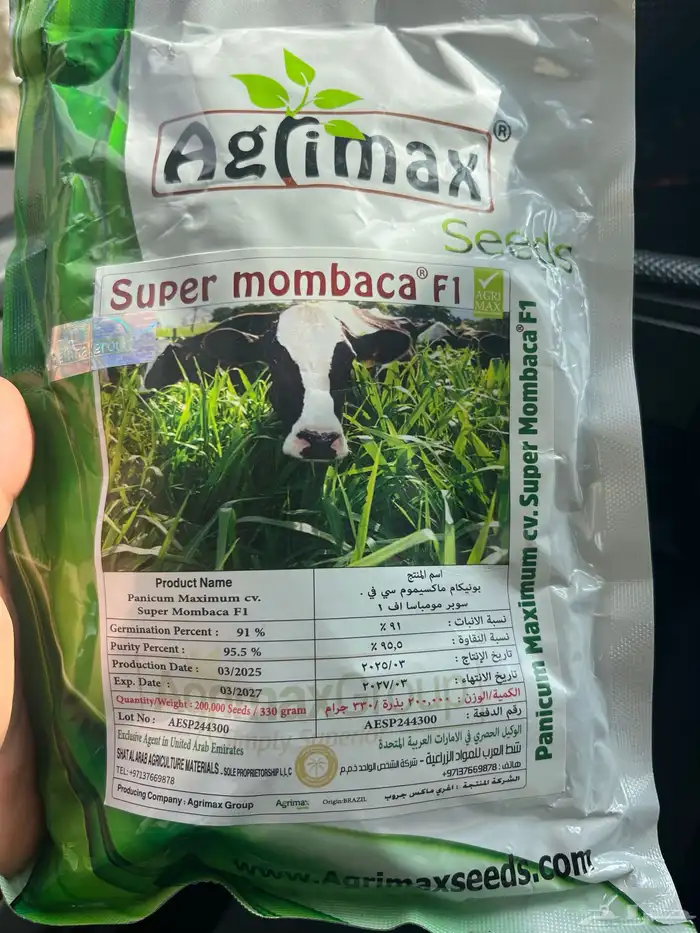 Agrimax®
Seeds
Super mombaca® F1
AGRI
MAX
Panicum Maximum cv. Super Mombaca® F1
Product Name
Panicum Maximum cv.
Super Mombaca F1
اسم المنتج
بونيكام ماكسيموم سي في .
سوبر مومباسا اف ١
Germination Percent : 91 %
نسبة الانبات : ٩١ ٪
Purity Percent : 95.5 %
نسبة النقاوة : ٩٥,٥ ٪
Production Date : 03/2025
تاريخ الإنتاج : ٢٠٢٥/٠٣
Exp. Date : 03/2027
تاريخ الانتهاء : ٢٠٢٧/٠٣
Quantity/Weight : 200,000 Seeds / 330 gram
الكمية/الوزن : ٢٠٠,٠٠٠ بذرة / ٣٣٠ جرام
Lot No : AESP244300
رقم الدفعة : AESP244300
Exclusive Agent in United Arab Emirates
الوكيل الحصري في الامارات العربية المتحدة
SHAT ALARAB AGRICULTURE MATERIALS . SOLE PROPRIETORSHIP L.L.C
شط العرب للمواد الزراعية - شركة الشخص الواحد ذ.م.م
TEL: +97137669878
هاتف : 97137669878+
Producing Company : Agrimax Group
Agrimax
Origin:BRAZIL
الشركة المنتجة : اغري ماكس جروب
www.Agrimaxseeds.com